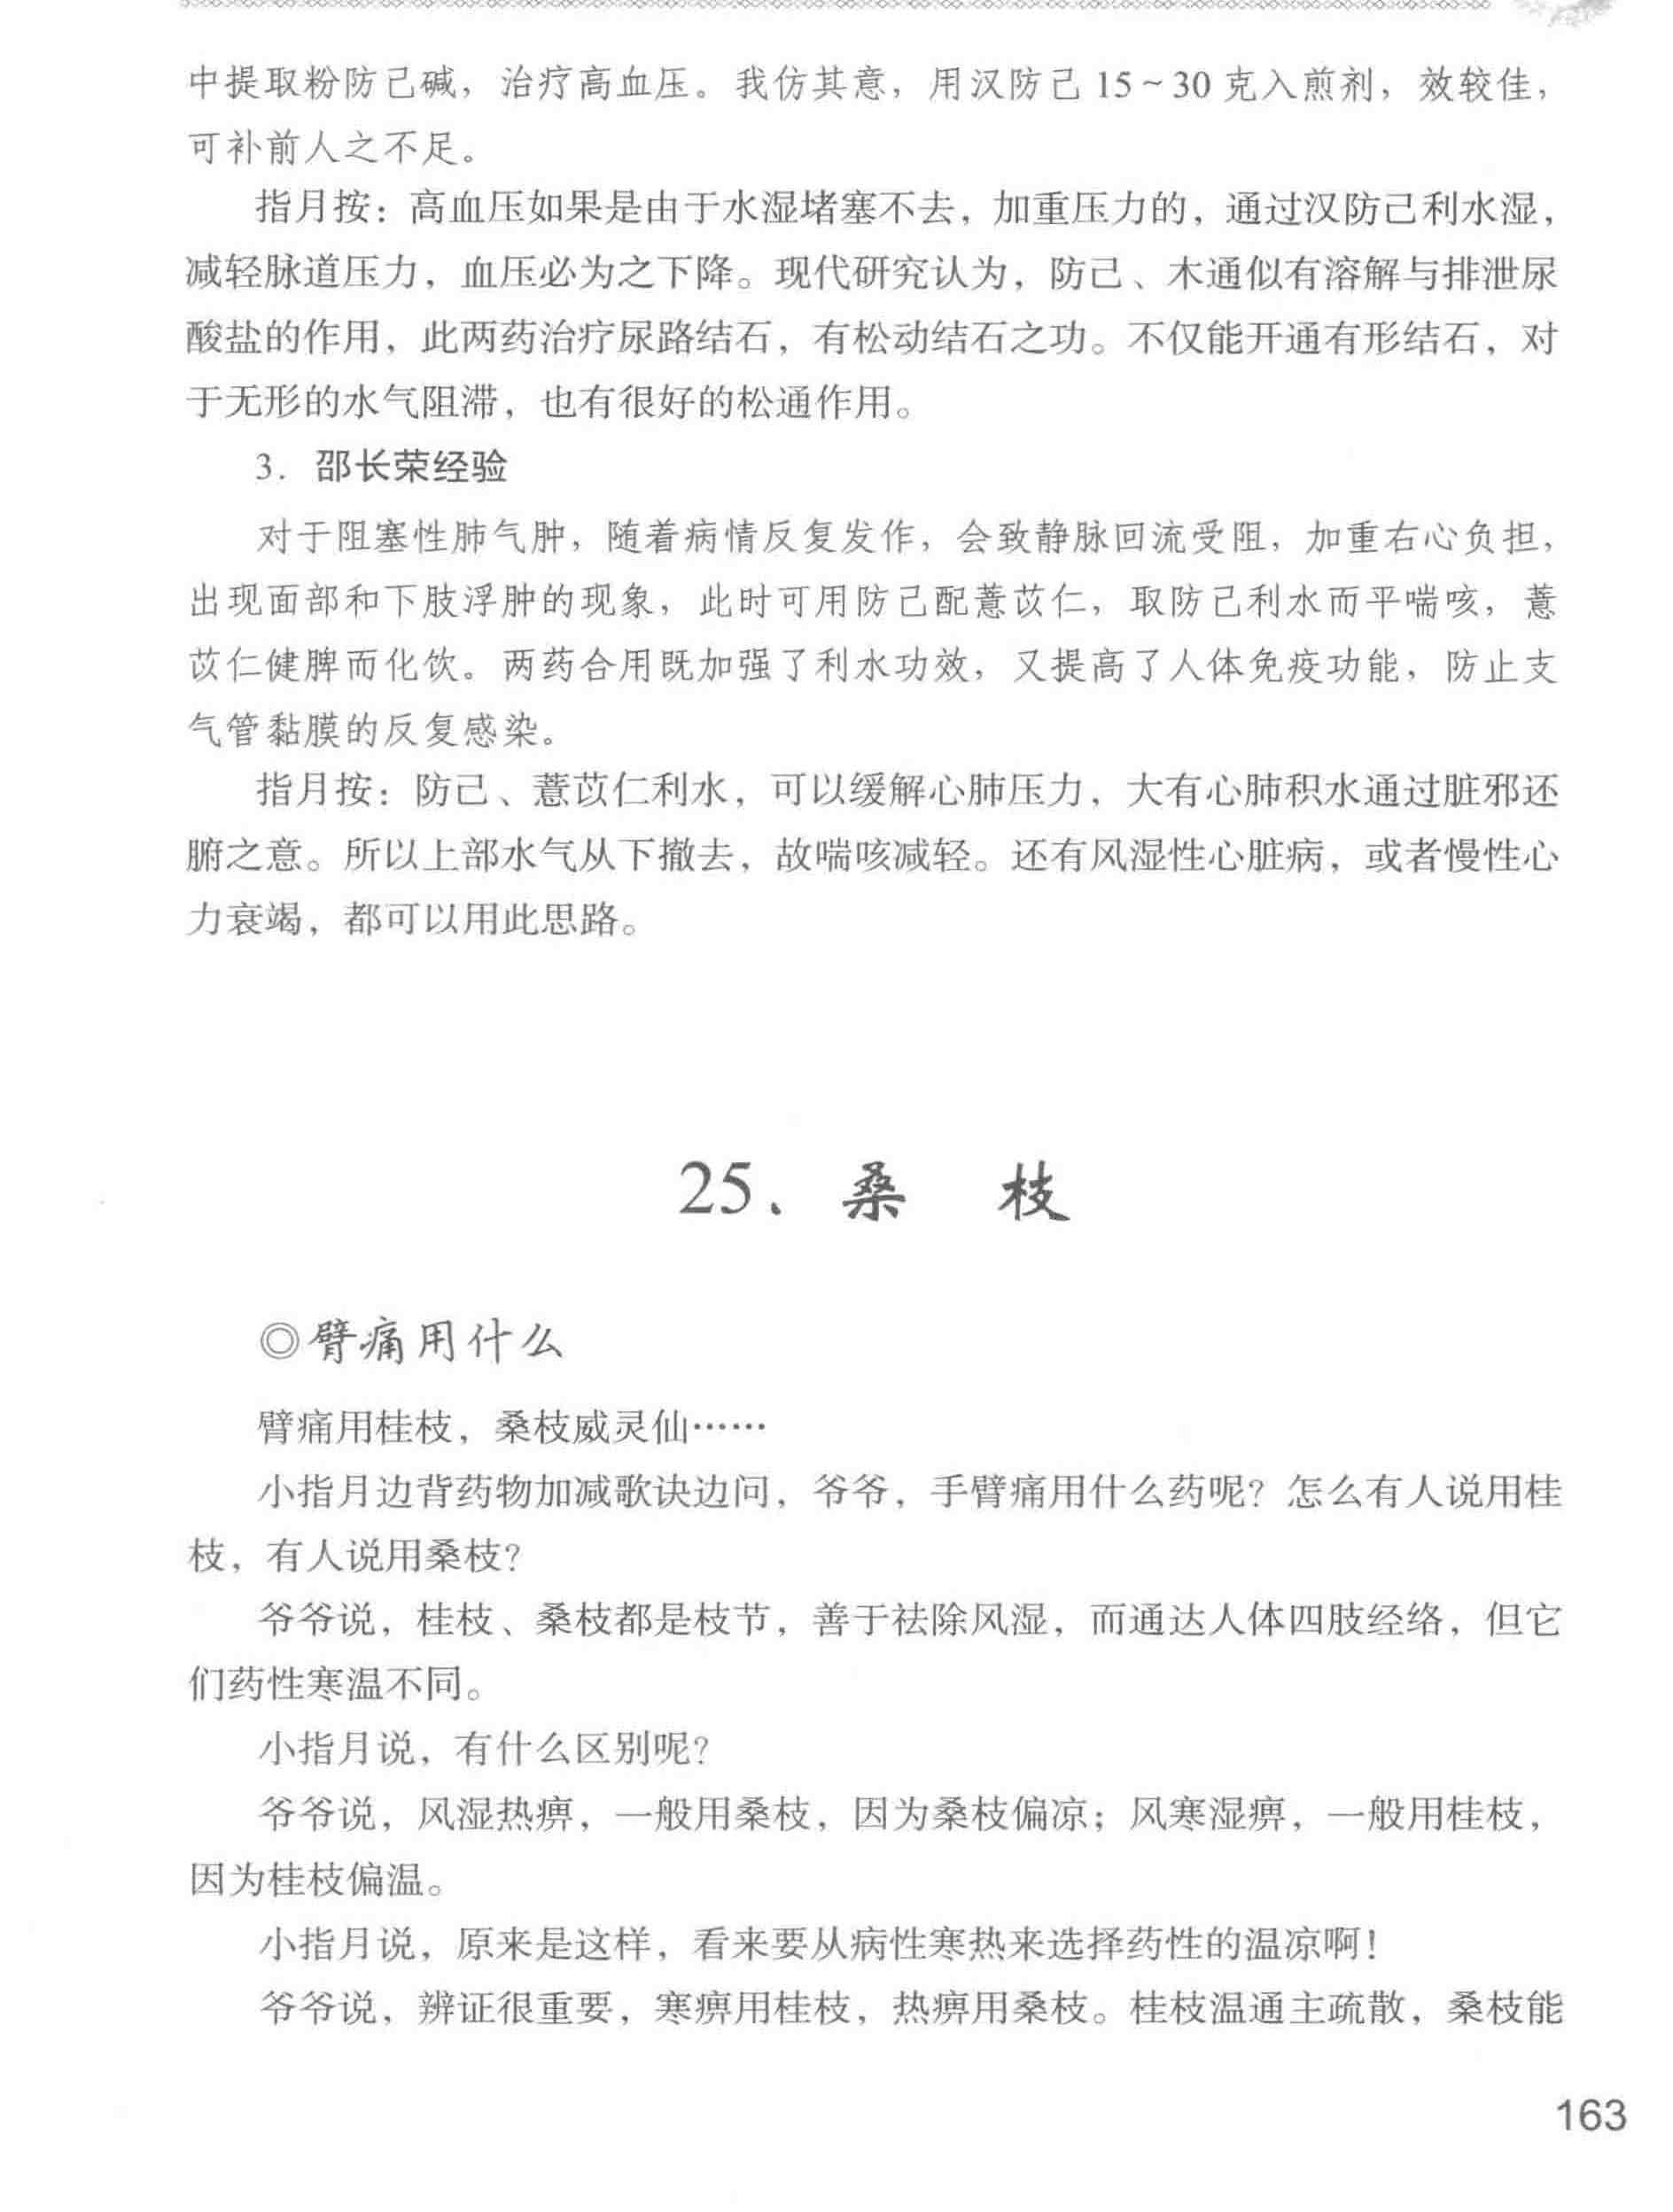 中提取粉防己碱，治疗高血压。我仿其意，用汉防己 15～30 克入煎剂，效较佳，
可补前人之不足。
指月按：高血压如果是由于水湿堵塞不去，加重压力的，通过汉防己利水湿，
减轻脉道压力，血压必为之下降。现代研究认为，防己、木通似有溶解与排泄尿
酸盐的作用，此两药治疗尿路结石，有松动结石之功。不仅能开通有形结石，对
于无形的水气阻滞，也有很好的松通作用。
3．邵长荣经验
对于阻塞性肺气肿，随着病情反复发作，会致静脉回流受阻，加重右心负担，
出现面部和下肢浮肿的现象，此时可用防己配薏苡仁，取防己利水而平喘咳，薏
苡仁健脾而化饮。两药合用既加强了利水功效，又提高了人体免疫功能，防止支
气管黏膜的反复感染。
指月按：防己、薏苡仁利水，可以缓解心肺压力，大有心肺积水通过脏邪还
腑之意。所以上部水气从下撤去，故喘咳减轻。还有风湿性心脏病，或者慢性心
力衰竭，都可以用此思路。
25、桑　枝
◎臂痛用什么
臂痛用桂枝，桑枝威灵仙……
小指月边背药物加减歌诀边问，爷爷，手臂痛用什么药呢？怎么有人说用桂
枝，有人说用桑枝？
爷爷说，桂枝、桑枝都是枝节，善于祛除风湿，而通达人体四肢经络，但它
们药性寒温不同。
小指月说，有什么区别呢？
爷爷说，风湿热痹，一般用桑枝，因为桑枝偏凉；风寒湿痹，一般用桂枝，
因为桂枝偏温。
小指月说，原来是这样，看来要从病性寒热来选择药性的温凉啊！
爷爷说，辨证很重要，寒痹用桂枝，热痹用桑枝。桂枝温通主疏散，桑枝能
163